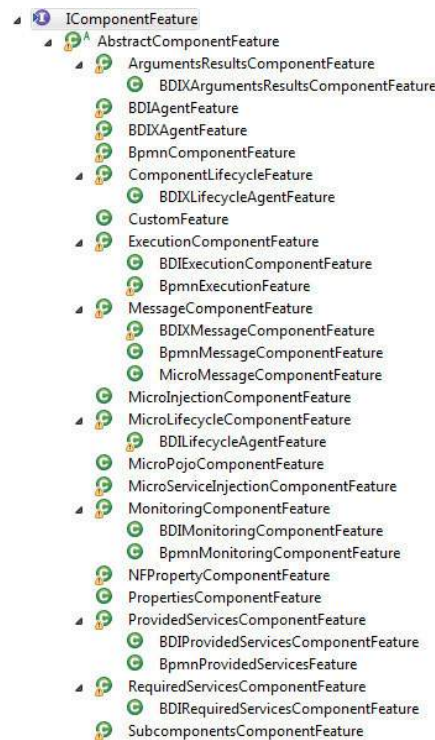 IComponentFeature
AbstractComponentFeature
ArgumentsResultsComponentFeature
BDIXArgumentsResultsComponentFeature
BDIAgentFeature
BDIXAgentFeature
BpmnComponentFeature
ComponentLifecycleFeature
BDIXLifecycleAgentFeature
CustomFeature
ExecutionComponentFeature
BDIExecutionComponentFeature
BpmnExecutionFeature
MessageComponentFeature
BDIXMessageComponentFeature
BpmnMessageComponentFeature
MicroMessageComponentFeature
MicroInjectionComponentFeature
MicroLifecycleComponentFeature
BDILifecycleAgentFeature
MicroPojoComponentFeature
MicroServiceInjectionComponentFeature
MonitoringComponentFeature
BDIMonitoringComponentFeature
BpmnMonitoringComponentFeature
NFPropertyComponentFeature
PropertiesComponentFeature
ProvidedServicesComponentFeature
BDIProvidedServicesComponentFeature
BpmnProvidedServicesFeature
RequiredServicesComponentFeature
BDIRequiredServicesComponentFeature
SubcomponentsComponentFeature